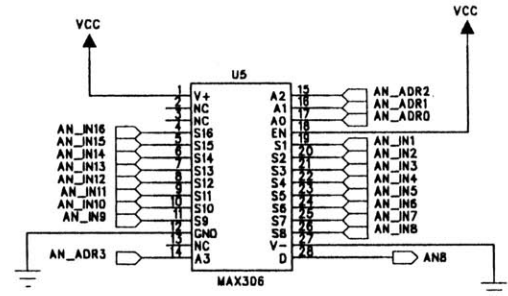 VCC
VCC
U5
1 V+ A2 15 AN_ADR2
2 NC A1 16 AN_ADR1
3 NC A0 17 AN_ADR0
AN_IN16 4 S16 EN 18
AN_IN15 5 S15 S1 19 AN_IN1
AN_IN14 6 S14 S2 20 AN_IN2
AN_IN13 7 S13 S3 21 AN_IN3
AN_IN12 8 S12 S4 22 AN_IN4
AN_IN11 9 S11 S5 23 AN_IN5
AN_IN10 10 S10 S6 24 AN_IN6
AN_IN9 11 S9 S7 25 AN_IN7
12 GND S8 26 AN_IN8
13 NC V- 27
AN_ADR3 14 A3 D 28 AN8
MAX306